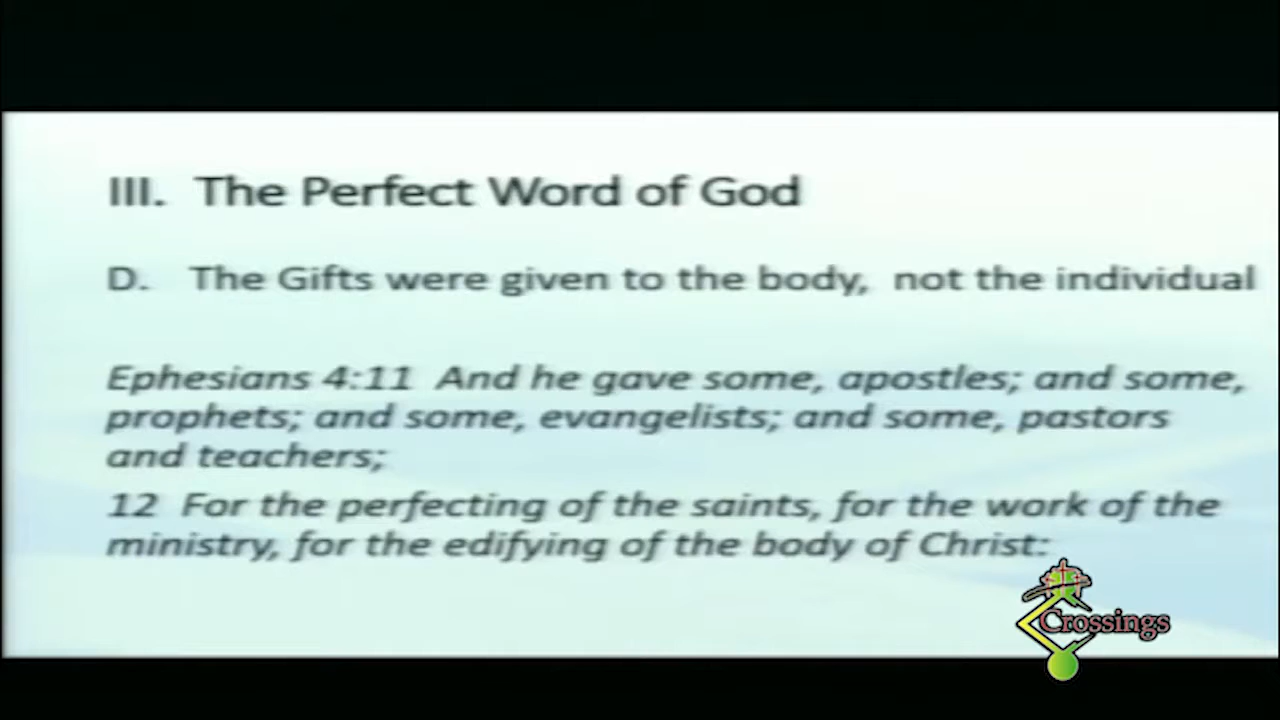 III. The Perfect Word of God
D. The Gifts were given to the body, not the individual
Ephesians 4:11 And he gave some, apostles; and some,
prophets; and some, evangelists; and some, pastors
and teachers;
12 For the perfecting of the saints, for the work of the
ministry, for the edifying of the body of Christ:
Crossings